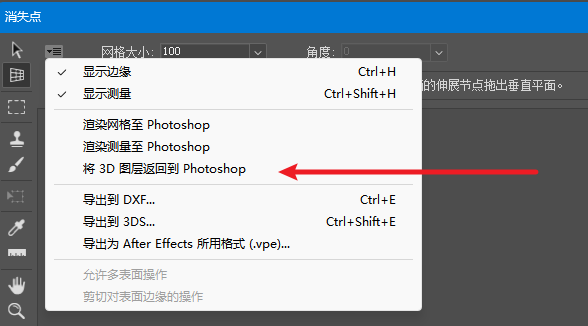 消失点
网格大小: 100 角度: 0
的伸展节点拖出垂直平面。
显示边缘 Ctrl+H
显示测量 Ctrl+Shift+H
渲染网格至 Photoshop
渲染测量至 Photoshop
将 3D 图层返回到 Photoshop
导出到 DXF... Ctrl+E
导出到 3DS... Ctrl+Shift+E
导出为 After Effects 所用格式 (.vpe)...
允许多表面操作
剪切对表面边缘的操作